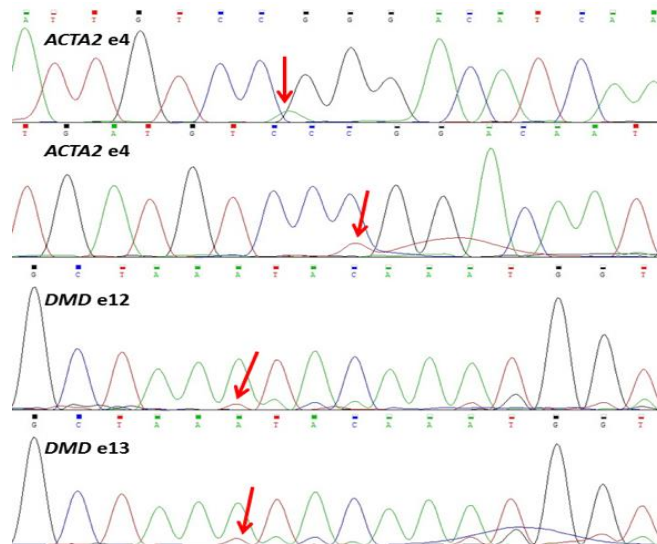 A T T G T C C G G G A C A T C A A
ACTA2 e4
T G A T G T C C C G G A C A A T
ACTA2 e4
G C T A A A T A C A A A T G G T
DMD e12
G C T A A A T A C A A A T G G T
DMD e13